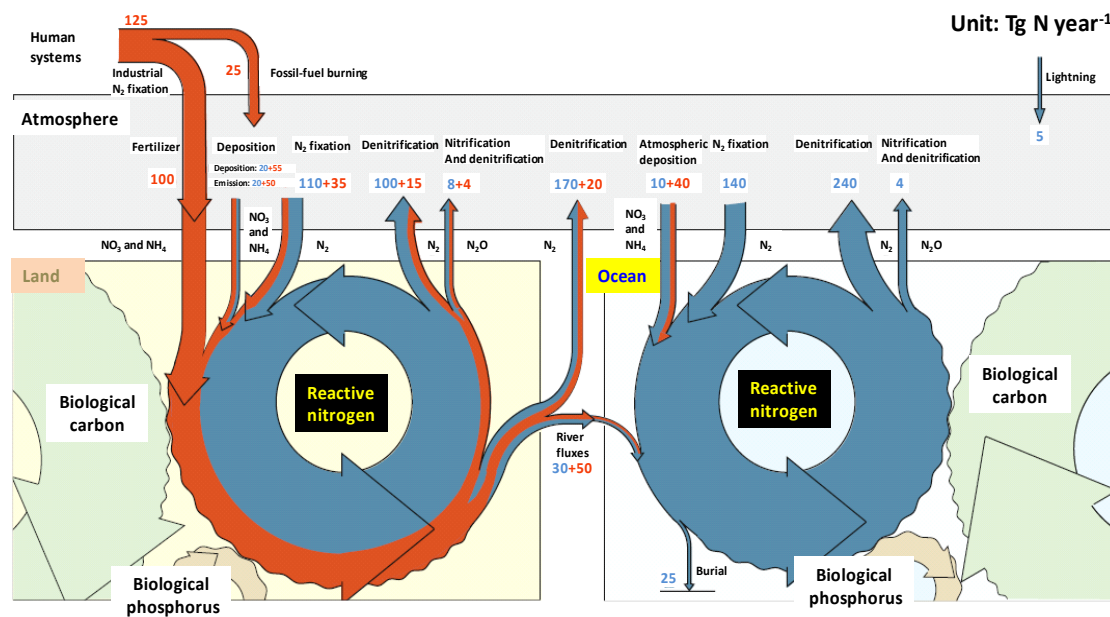 125
Unit: Tg N year-1
Human
systems
Industrial
N2 fixation
25
Fossil-fuel burning
Lightning
Atmosphere
5
Fertilizer
100
Deposition
Deposition: 20+55
Emission: 20+50
N2 fixation
110+35
Denitrification
100+15
Nitrification
And denitrification
8+4
Denitrification
170+20
Atmospheric
deposition
10+40
N2 fixation
140
Denitrification
240
Nitrification
And denitrification
4
NO3 and NH4
NO3
and
NH4
N2
N2
N2O
N2
NO3
and
NH4
N2
N2
N2O
Land
Ocean
Biological
carbon
Reactive
nitrogen
Reactive
nitrogen
Biological
carbon
River
fluxes
30+50
Biological
phosphorus
25
Burial
Biological
phosphorus